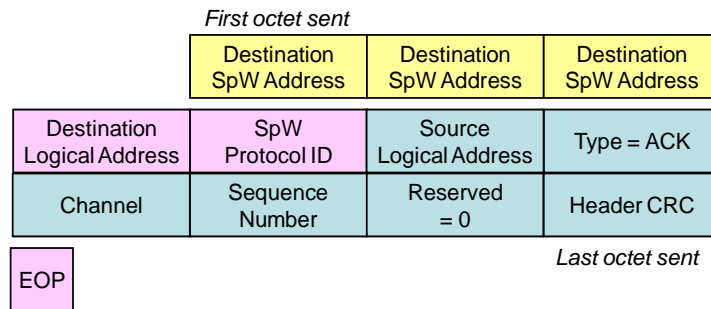 First octet sent
Destination
SpW Address
Destination
SpW Address
Destination
SpW Address
Destination
Logical Address
SpW
Protocol ID
Source
Logical Address
Type = ACK
Channel
Sequence
Number
Reserved
= 0
Header CRC
Last octet sent
EOP